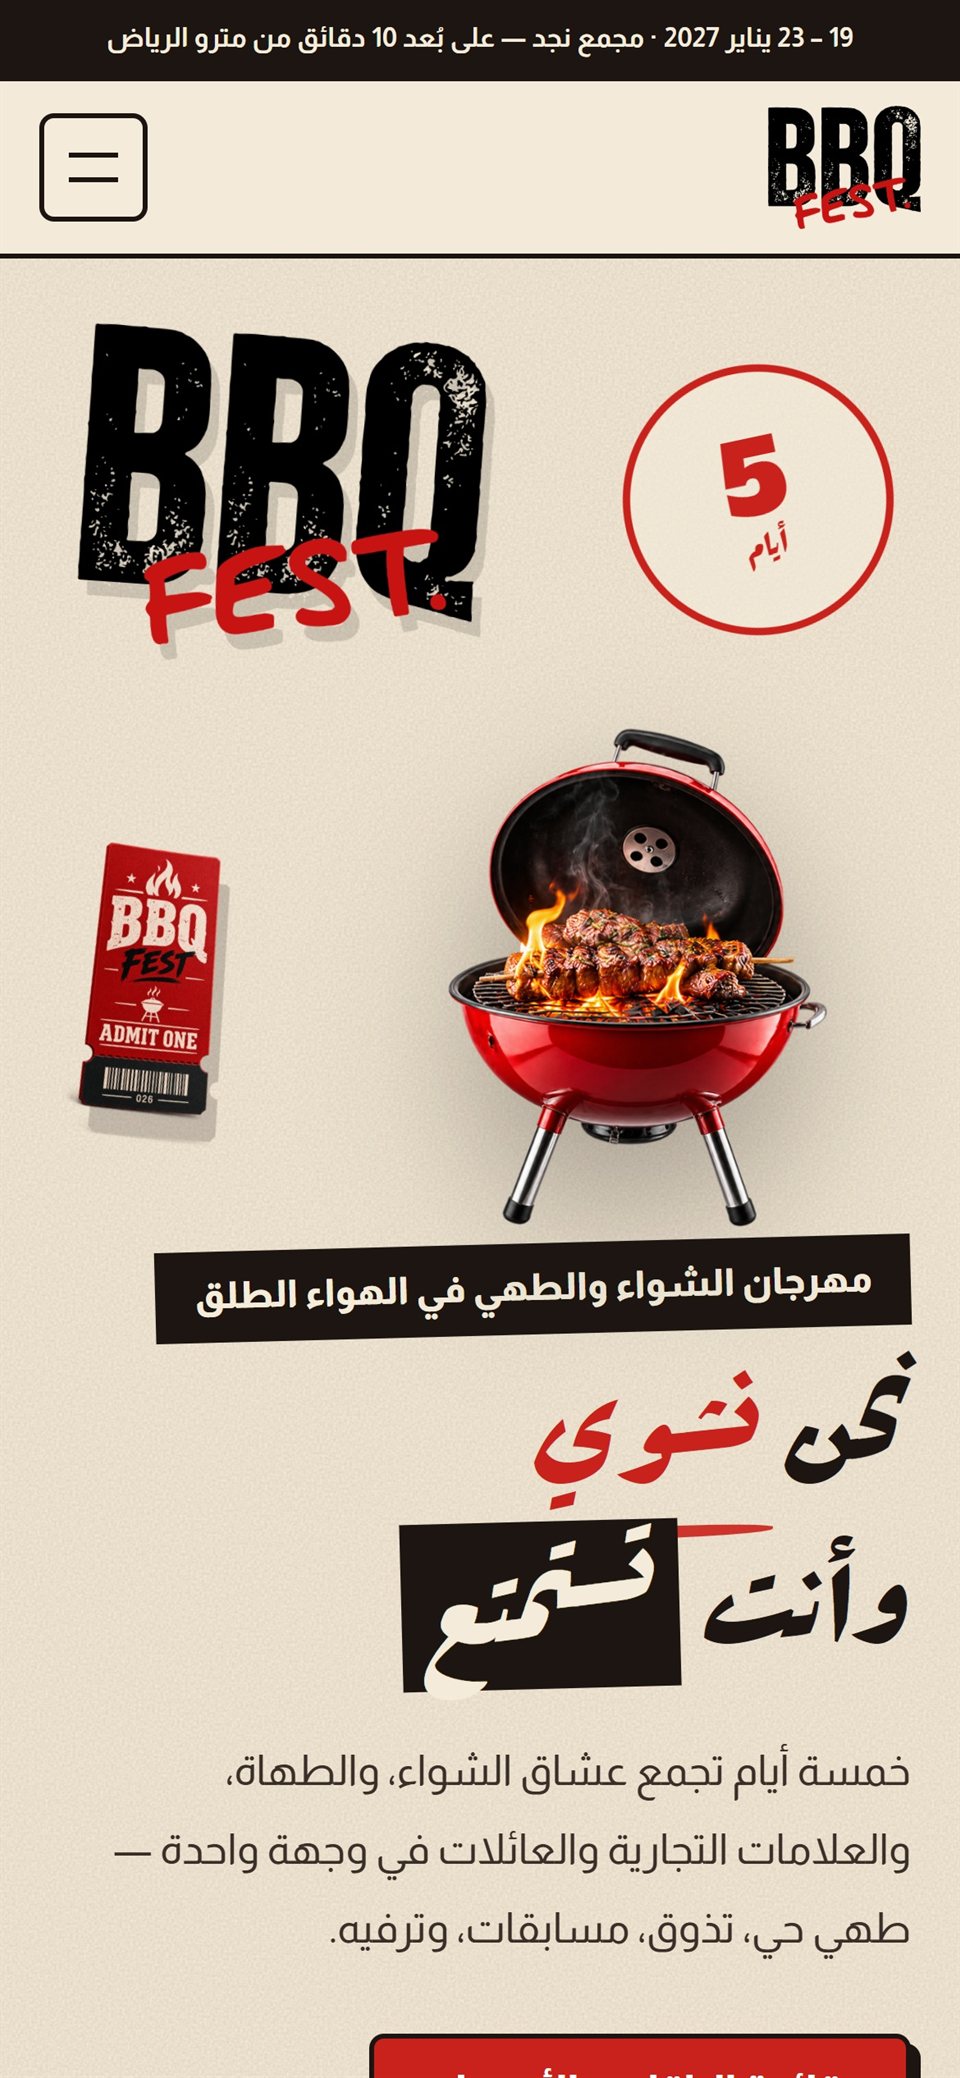 19 – 23 يناير 2027 · مجمع نجد — على بُعد 10 دقائق من مترو الرياض
BBQ
FEST.
BBQ
FEST.
5
أيام
BBQ
FEST
ADMIT ONE
026
مهرجان الشواء والطهي في الهواء الطلق
نحن نشوي
وأنت تستمتع
خمسة أيام تجمع عشاق الشواء، والطهاة،
والعلامات التجارية والعائلات في وجهة واحدة —
طهي حي، تذوق، مسابقات، وترفيه.